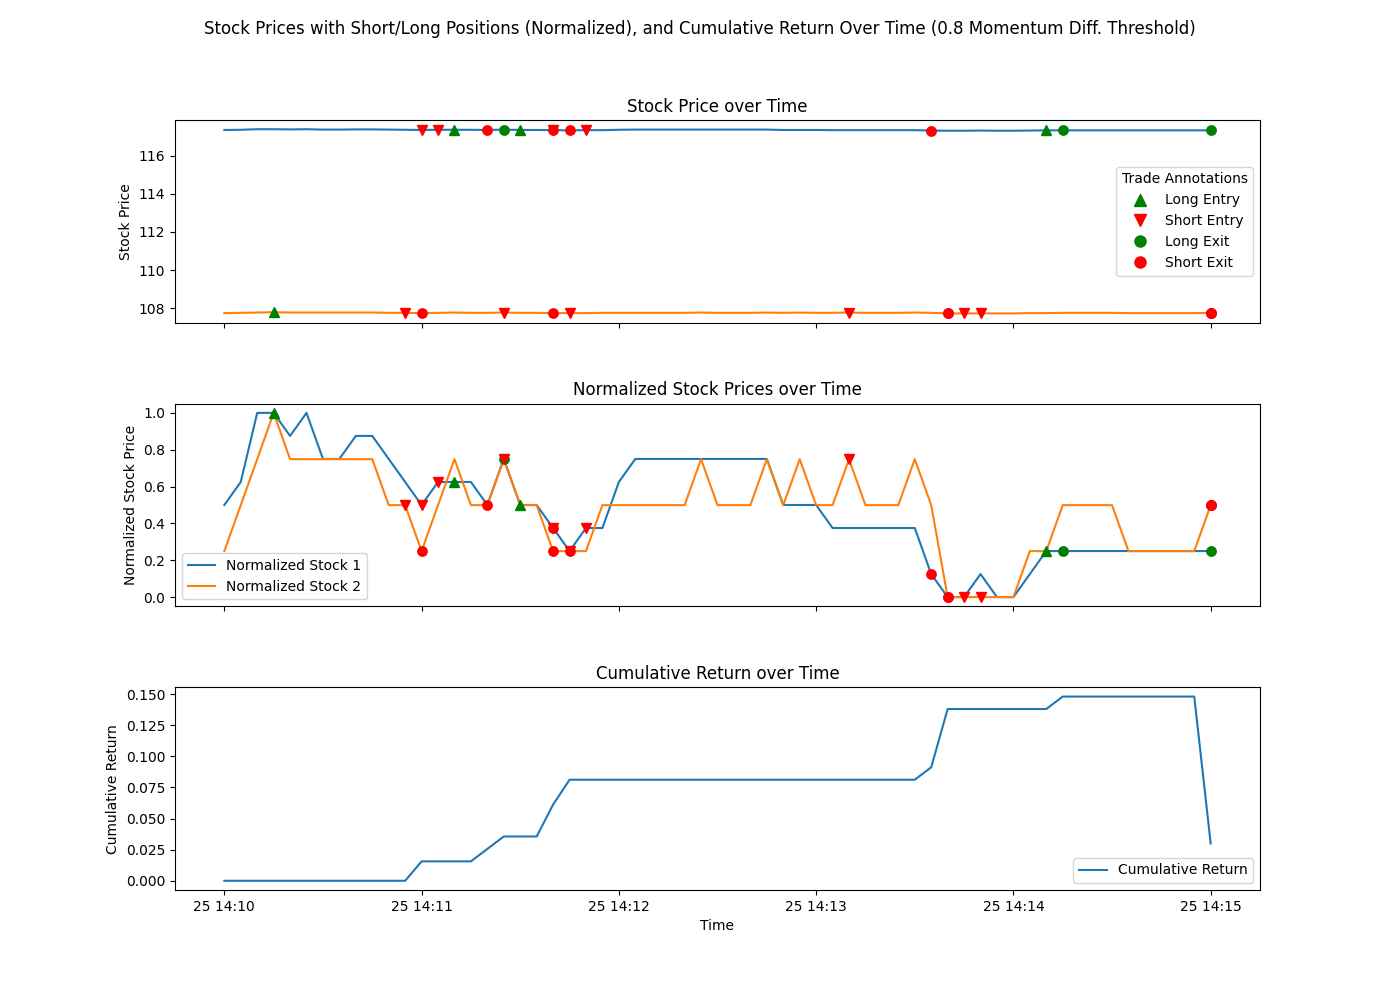 Stock Prices with Short/Long Positions (Normalized), and Cumulative Return Over Time (0.8 Momentum Diff. Threshold)
Stock Price over Time
Stock Price
116
114
112
110
108
Trade Annotations
Long Entry
Short Entry
Long Exit
Short Exit
Normalized Stock Prices over Time
Normalized Stock Price
1.0
0.8
0.6
0.4
0.2
0.0
Normalized Stock 1
Normalized Stock 2
Cumulative Return over Time
Cumulative Return
0.150
0.125
0.100
0.075
0.050
0.025
0.000
Cumulative Return
25 14:10
25 14:11
25 14:12
25 14:13
25 14:14
25 14:15
Time